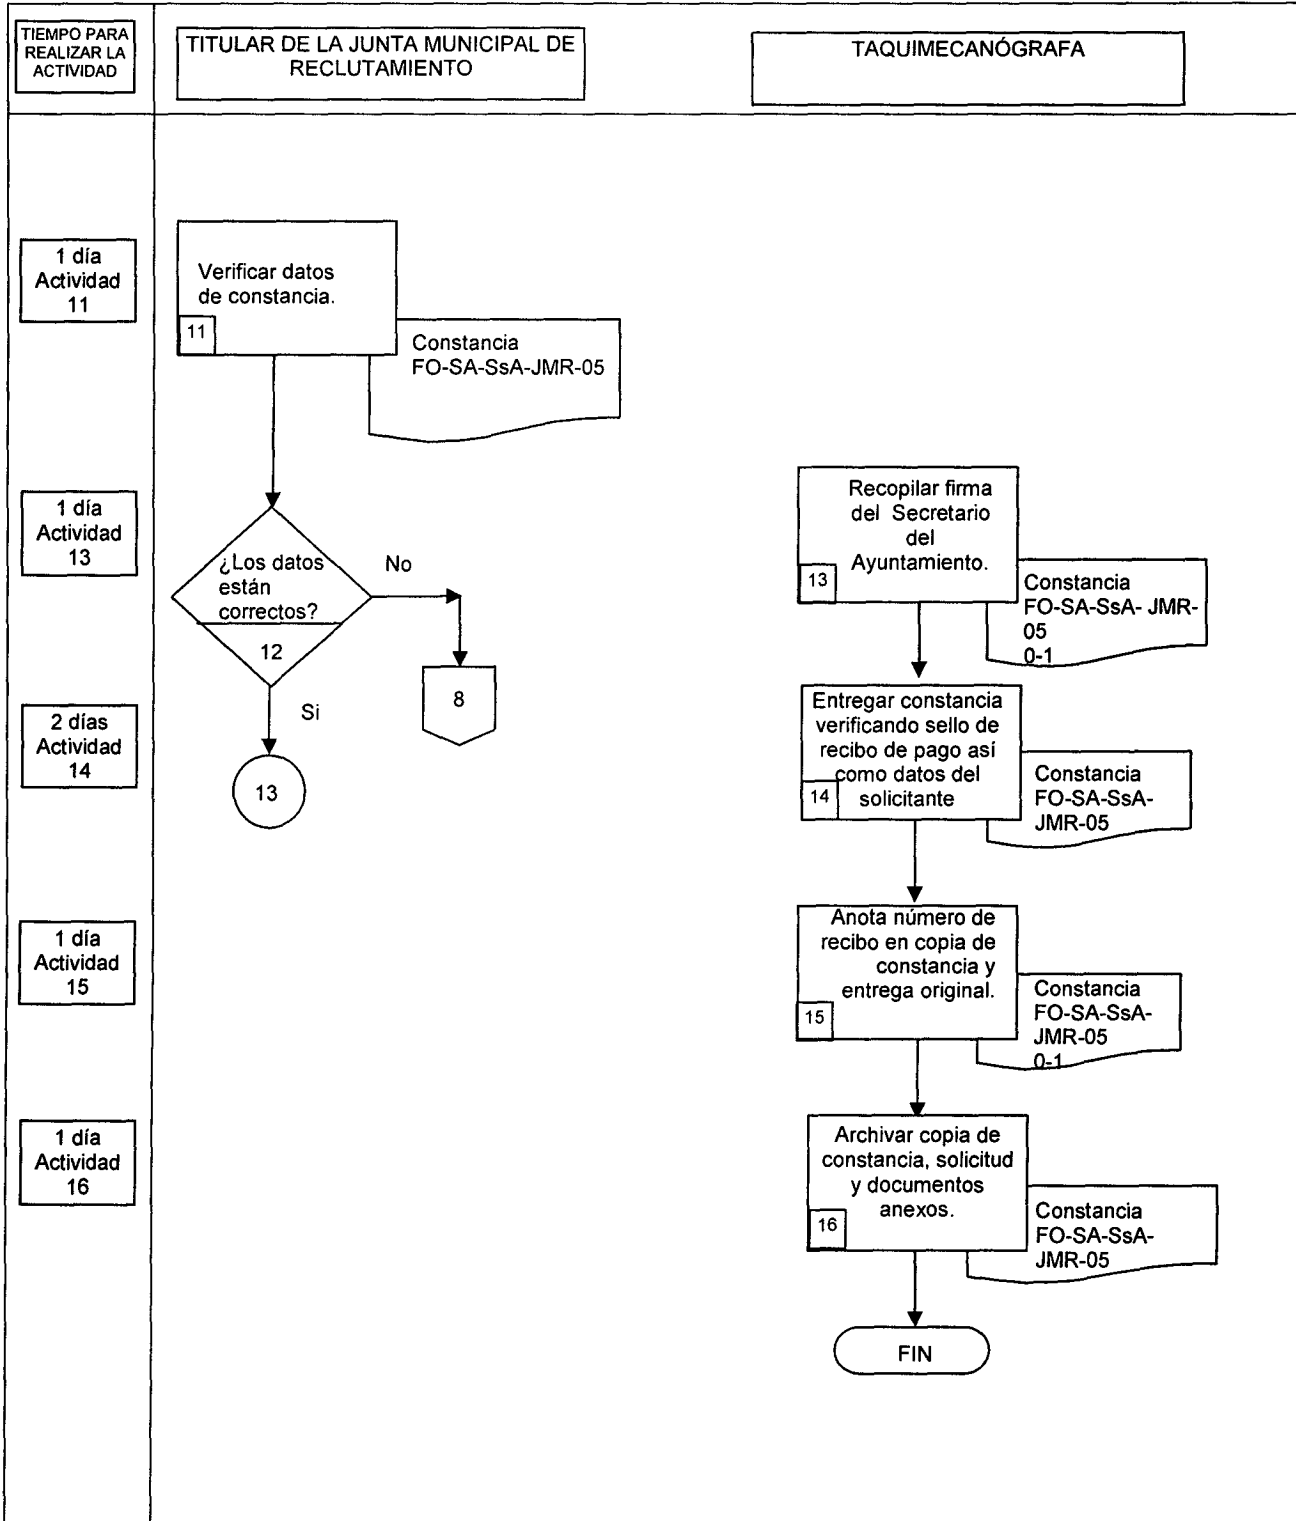 TIEMPO PARA
REALIZAR LA
ACTIVIDAD
TITULAR DE LA JUNTA MUNICIPAL DE
RECLUTAMIENTO
TAQUIMECANÓGRAFA
1 día
Actividad
11
Verificar datos
de constancia.
11
Constancia
FO-SA-SsA-JMR-05
1 día
Actividad
13
¿Los datos
están
correctos?
12
No
8
Si
13
Recopilar firma
del Secretario
del
Ayuntamiento.
13
Constancia
FO-SA-SsA- JMR-
05
0-1
2 días
Actividad
14
Entregar constancia
verificando sello de
recibo de pago así
como datos del
solicitante
14
Constancia
FO-SA-SsA-
JMR-05
1 día
Actividad
15
Anota número de
recibo en copia de
constancia y
entrega original.
15
Constancia
FO-SA-SsA-
JMR-05
0-1
1 día
Actividad
16
Archivar copia de
constancia, solicitud
y documentos
anexos.
16
Constancia
FO-SA-SsA-
JMR-05
FIN